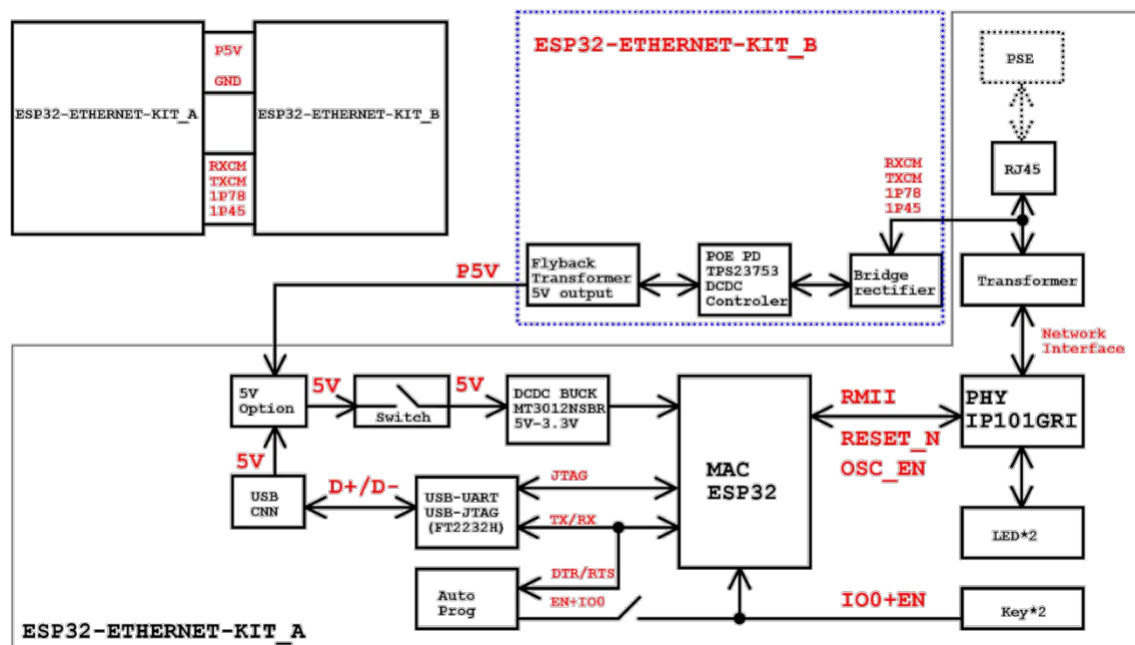 P5V
GND
ESP32-ETHERNET-KIT_A
ESP32-ETHERNET-KIT_B
RXCM
TXCM
1P78
1P45
ESP32-ETHERNET-KIT_B
PSE
RJ45
RXCM
TXCM
1P78
1P45
P5V
Flyback
Transformer
5V output
POE PD
TPS23753
DCDC
Controler
Bridge
rectifier
Transformer
Network
Interface
5V
Option
5V
Switch
5V
DCDC BUCK
MT3012NSBR
5V-3.3V
MAC
ESP32
RMII
RESET_N
OSC_EN
PHY
IP101GRI
5V
USB
CNN
D+/D-
USB-UART
USB-JTAG
(FT2232H)
JTAG
TX/RX
LED*2
DTR/RTS
Auto
Prog
EN+IO0
IO0+EN
Key*2
ESP32-ETHERNET-KIT_A